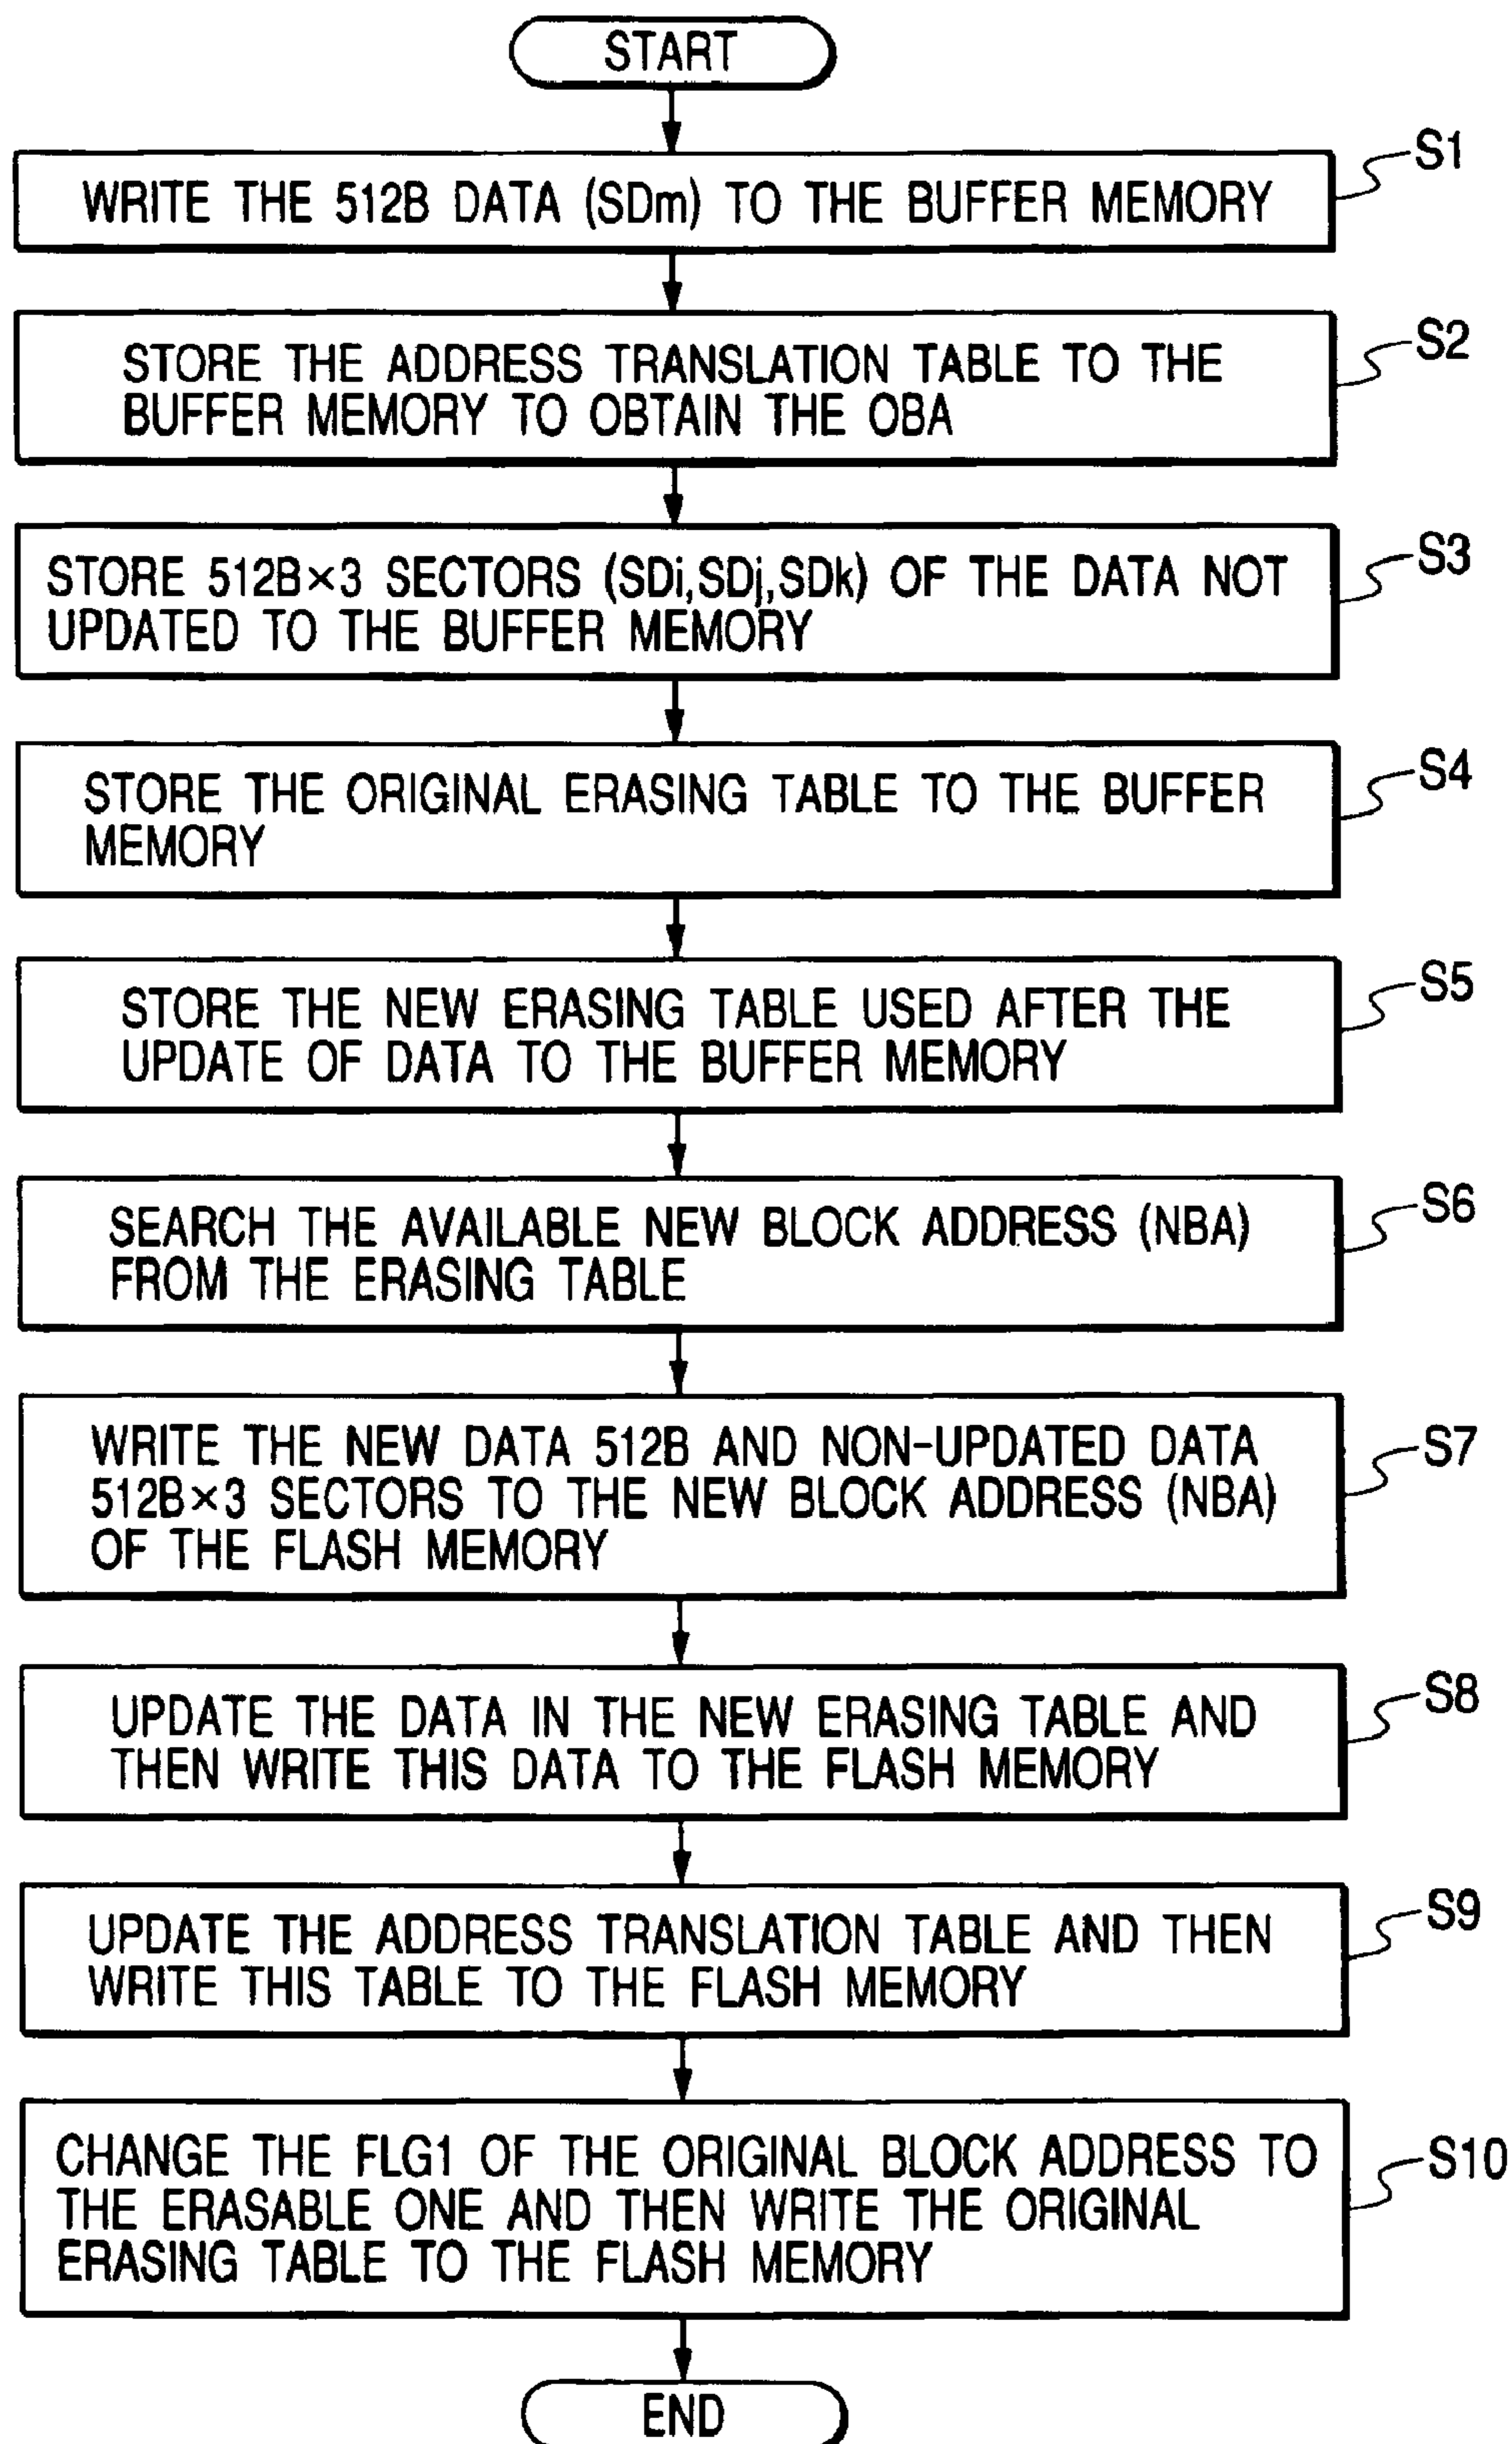 START
S1
WRITE THE 512B DATA (SDm) TO THE BUFFER MEMORY
S2
STORE THE ADDRESS TRANSLATION TABLE TO THE
BUFFER MEMORY TO OBTAIN THE OBA
S3
STORE 512B×3 SECTORS (SDi,SDj,SDk) OF THE DATA NOT
UPDATED TO THE BUFFER MEMORY
S4
STORE THE ORIGINAL ERASING TABLE TO THE BUFFER
MEMORY
S5
STORE THE NEW ERASING TABLE USED AFTER THE
UPDATE OF DATA TO THE BUFFER MEMORY
S6
SEARCH THE AVAILABLE NEW BLOCK ADDRESS (NBA)
FROM THE ERASING TABLE
S7
WRITE THE NEW DATA 512B AND NON-UPDATED DATA
512B×3 SECTORS TO THE NEW BLOCK ADDRESS (NBA)
OF THE FLASH MEMORY
S8
UPDATE THE DATA IN THE NEW ERASING TABLE AND
THEN WRITE THIS DATA TO THE FLASH MEMORY
S9
UPDATE THE ADDRESS TRANSLATION TABLE AND THEN
WRITE THIS TABLE TO THE FLASH MEMORY
S10
CHANGE THE FLG1 OF THE ORIGINAL BLOCK ADDRESS TO
THE ERASABLE ONE AND THEN WRITE THE ORIGINAL
ERASING TABLE TO THE FLASH MEMORY
END